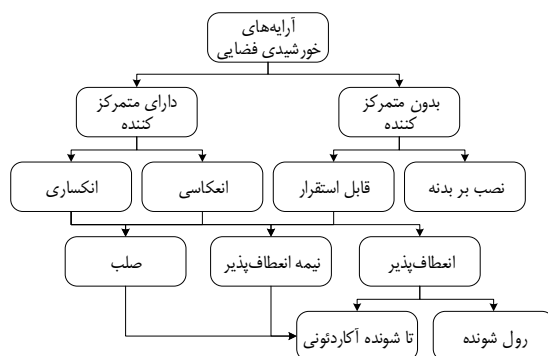 آرایه‌های
خورشیدی فضایی
بدون متمرکز
کننده
دارای متمرکز
کننده
نصب بر بدنه
قابل استقرار
انعکاسی
انکساری
انعطاف‌پذیر
نیمه انعطاف‌پذیر
صلب
رول شونده
تا شونده آکاردئونی